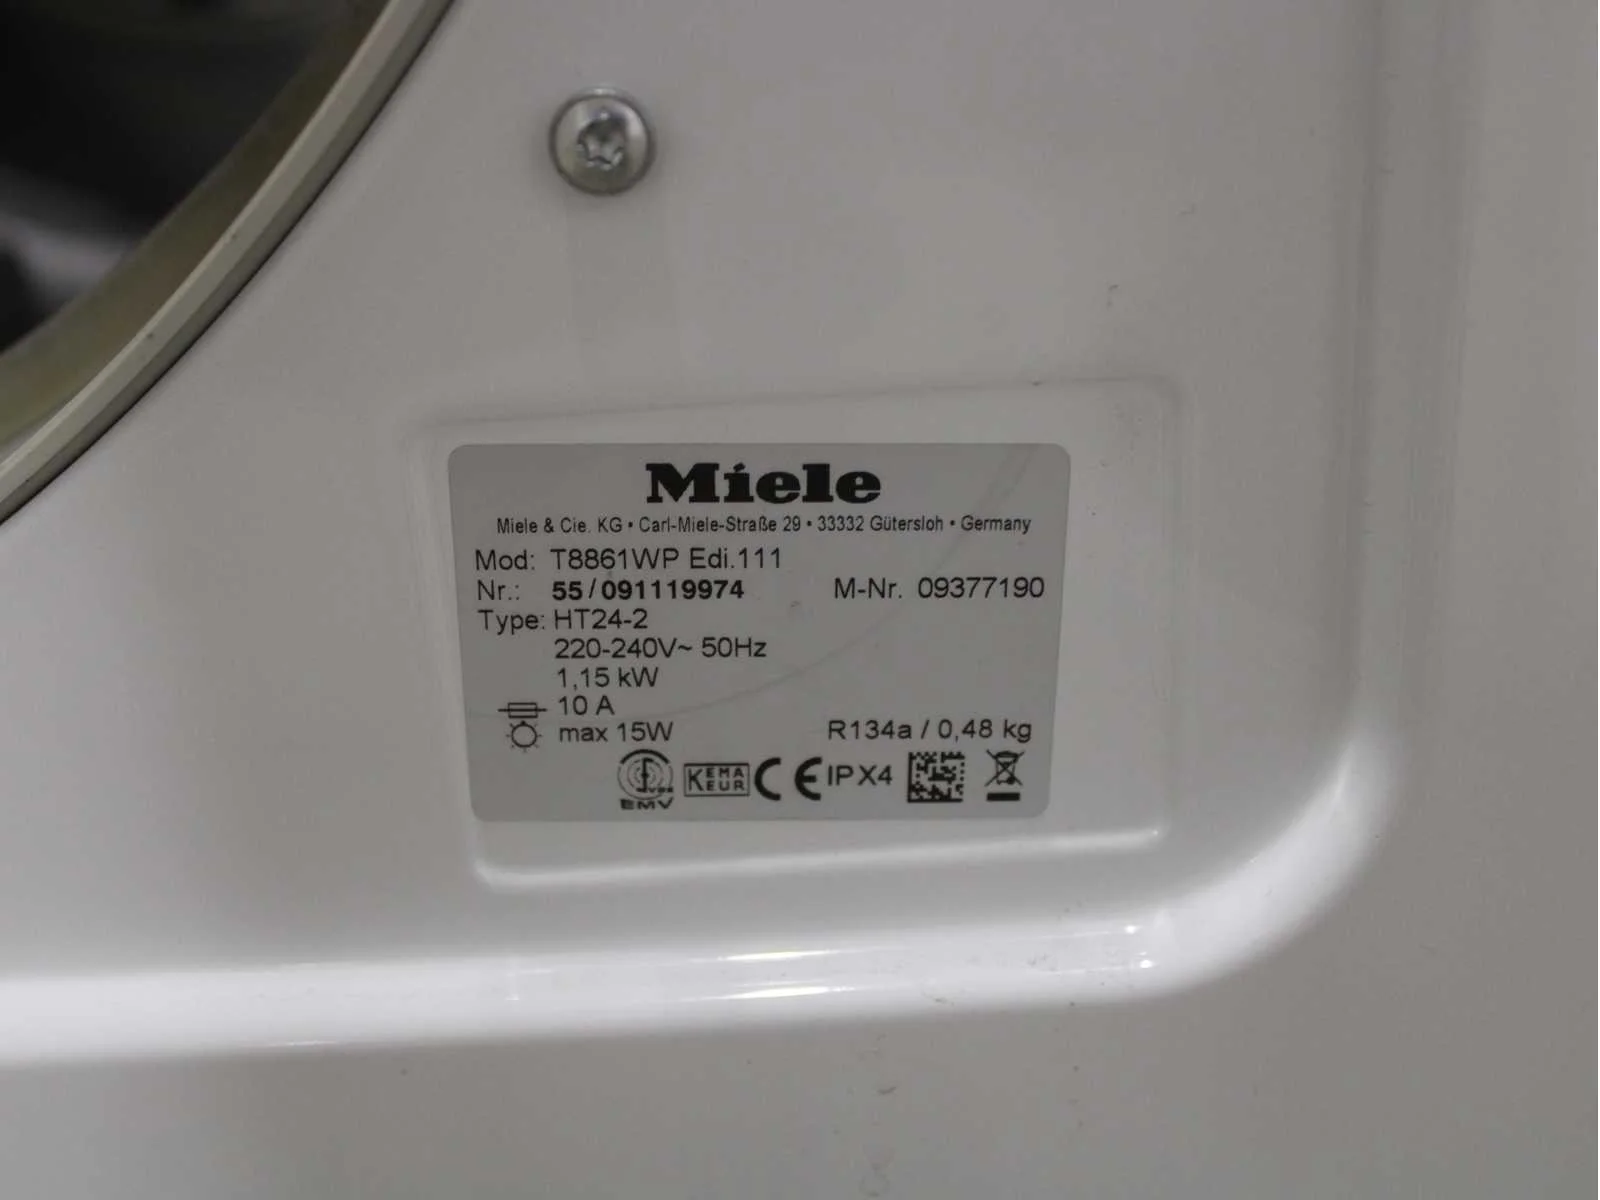 Miele
Miele & Cie. KG • Carl-Miele-Straße 29 • 33332 Gütersloh • Germany
Mod: T8861WP Edi.111
Nr.: 55/091119974 M-Nr. 09377190
Type: HT24-2
220-240V~ 50Hz
1,15 kW
10 A
max 15W R134a / 0,48 kg
KEMA KEUR CE IPX4
EMV